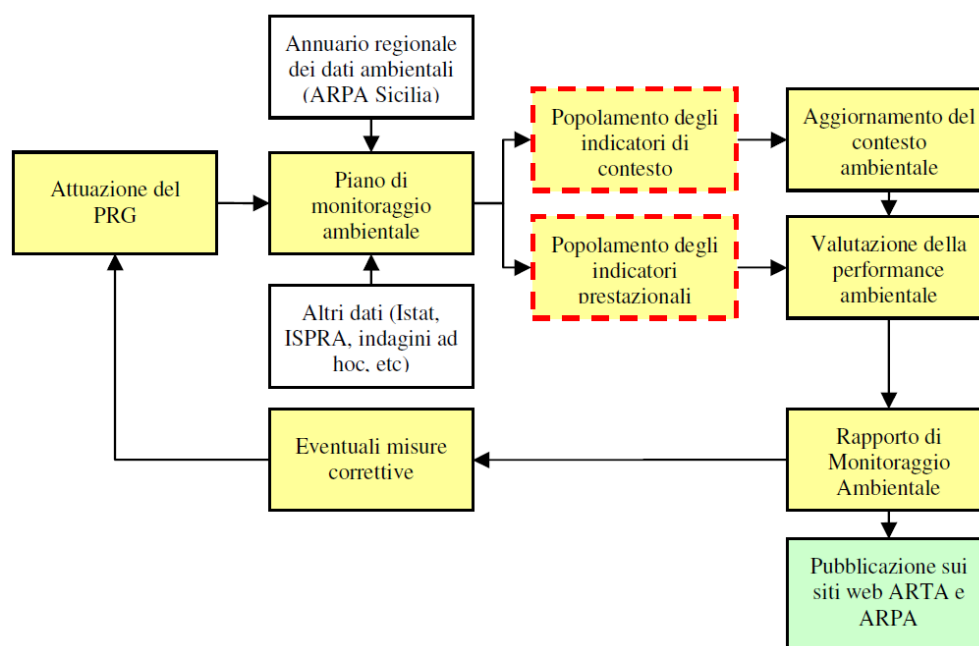 Annuario regionale
dei dati ambientali
(ARPA Sicilia)
Popolamento degli
indicatori di
contesto
Aggiornamento del
contesto
ambientale
Attuazione del
PRG
Piano di
monitoraggio
ambientale
Popolamento degli
indicatori
prestazionali
Valutazione della
performance
ambientale
Altri dati (Istat,
ISPRA, indagini ad
hoc, etc)
Eventuali misure
correttive
Rapporto di
Monitoraggio
Ambientale
Pubblicazione sui
siti web ARTA e
ARPA